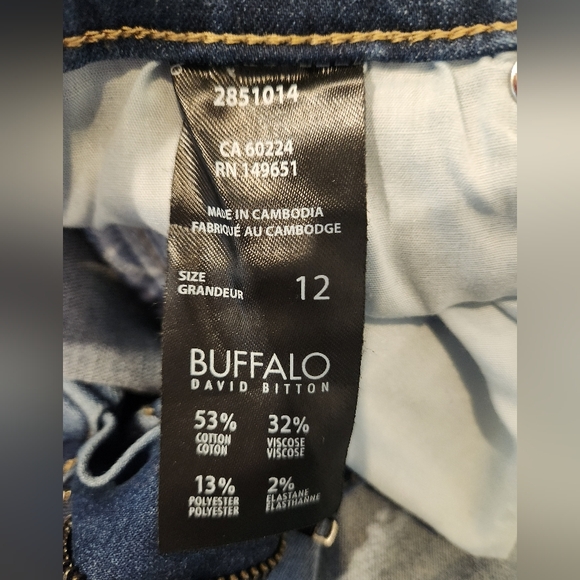 2851014
CA 60224
RN 149651
MADE IN CAMBODIA
FABRIQUÉ AU CAMBODGE
SIZE
GRANDEUR 12
BUFFALO
DAVID BITTON
53% 32%
COTTON VISCOSE
COTON VISCOSE
13% 2%
POLYESTER ELASTANE
POLYESTER ÉLASTHANNE